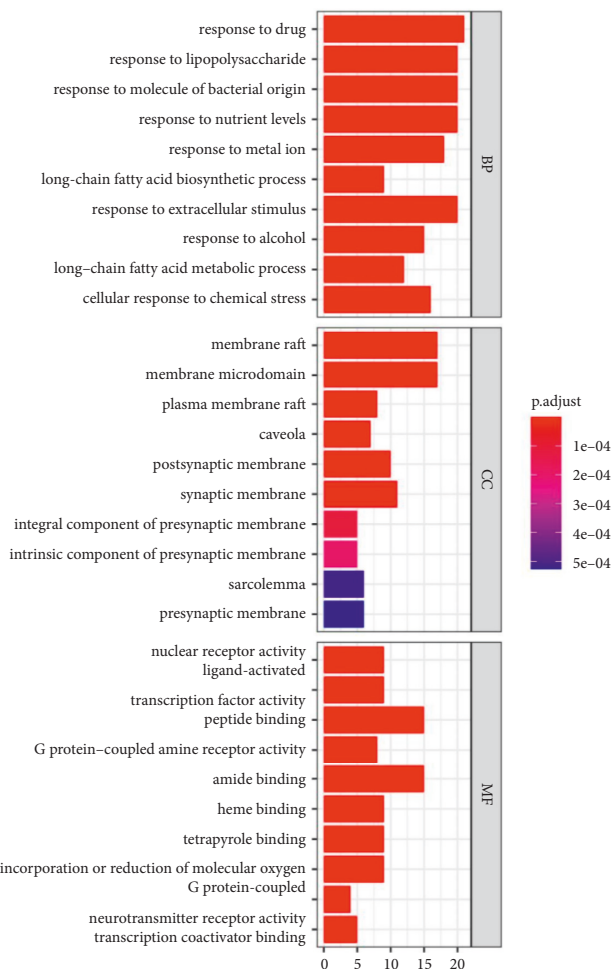 response to drug
response to lipopolysaccharide
response to molecule of bacterial origin
response to nutrient levels
response to metal ion
long-chain fatty acid biosynthetic process
response to extracellular stimulus
response to alcohol
long–chain fatty acid metabolic process
cellular response to chemical stress
BP
membrane raft
membrane microdomain
plasma membrane raft
caveola
postsynaptic membrane
synaptic membrane
integral component of presynaptic membrane
intrinsic component of presynaptic membrane
sarcolemma
presynaptic membrane
CC
nuclear receptor activity
ligand-activated
transcription factor activity
peptide binding
G protein–coupled amine receptor activity
amide binding
heme binding
tetrapyrole binding
incorporation or reduction of molecular oxygen
G protein-coupled
neurotransmitter receptor activity
transcription coactivator binding
MF
0 5 10 15 20
p.adjust
1e–04
2e–04
3e–04
4e–04
5e–04